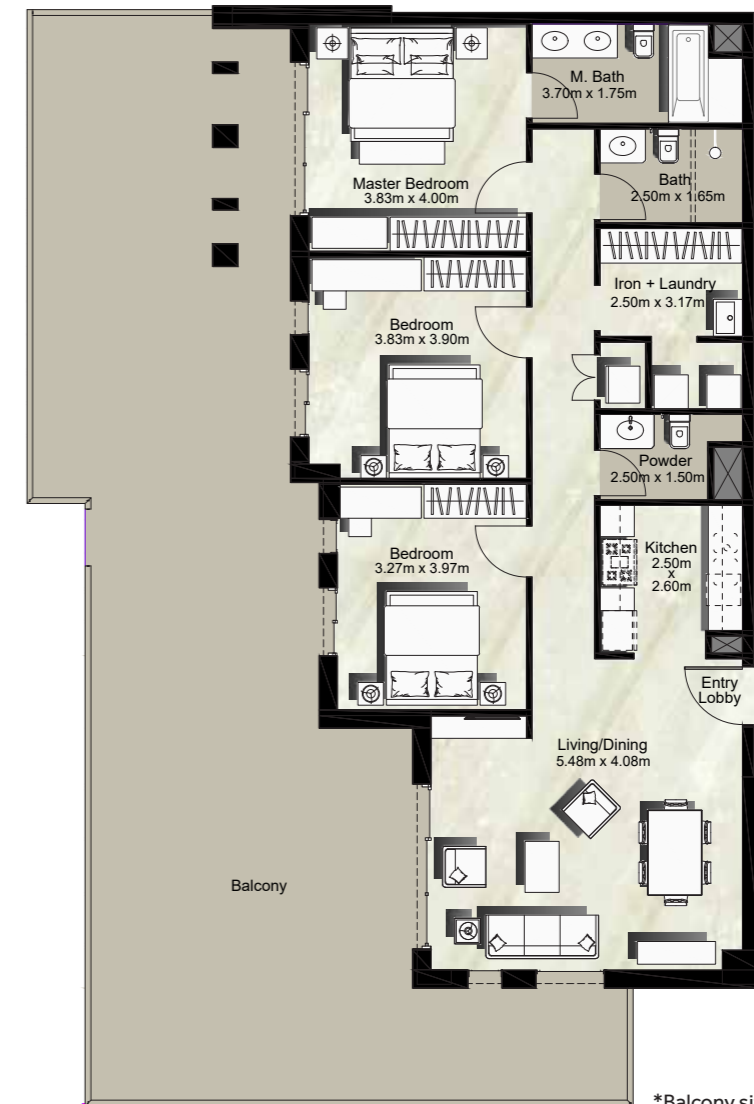 M. Bath
3.70m x 1.75m
Bath
2.50m x 1.65m
Master Bedroom
3.83m x 4.00m
Iron + Laundry
2.50m x 3.17m
Bedroom
3.83m x 3.90m
Powder
2.50m x 1.50m
Kitchen
2.50m
x
2.60m
Bedroom
3.27m x 3.97m
Entry
Lobby
Living/Dining
5.48m x 4.08m
Balcony
*Balcony si